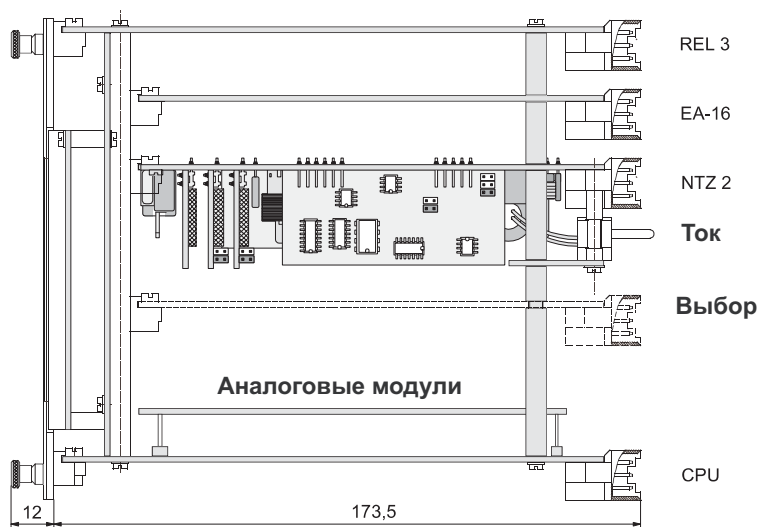 REL 3
EA-16
NTZ 2
Ток
Выбор
Аналоговые модули
CPU
12
173,5